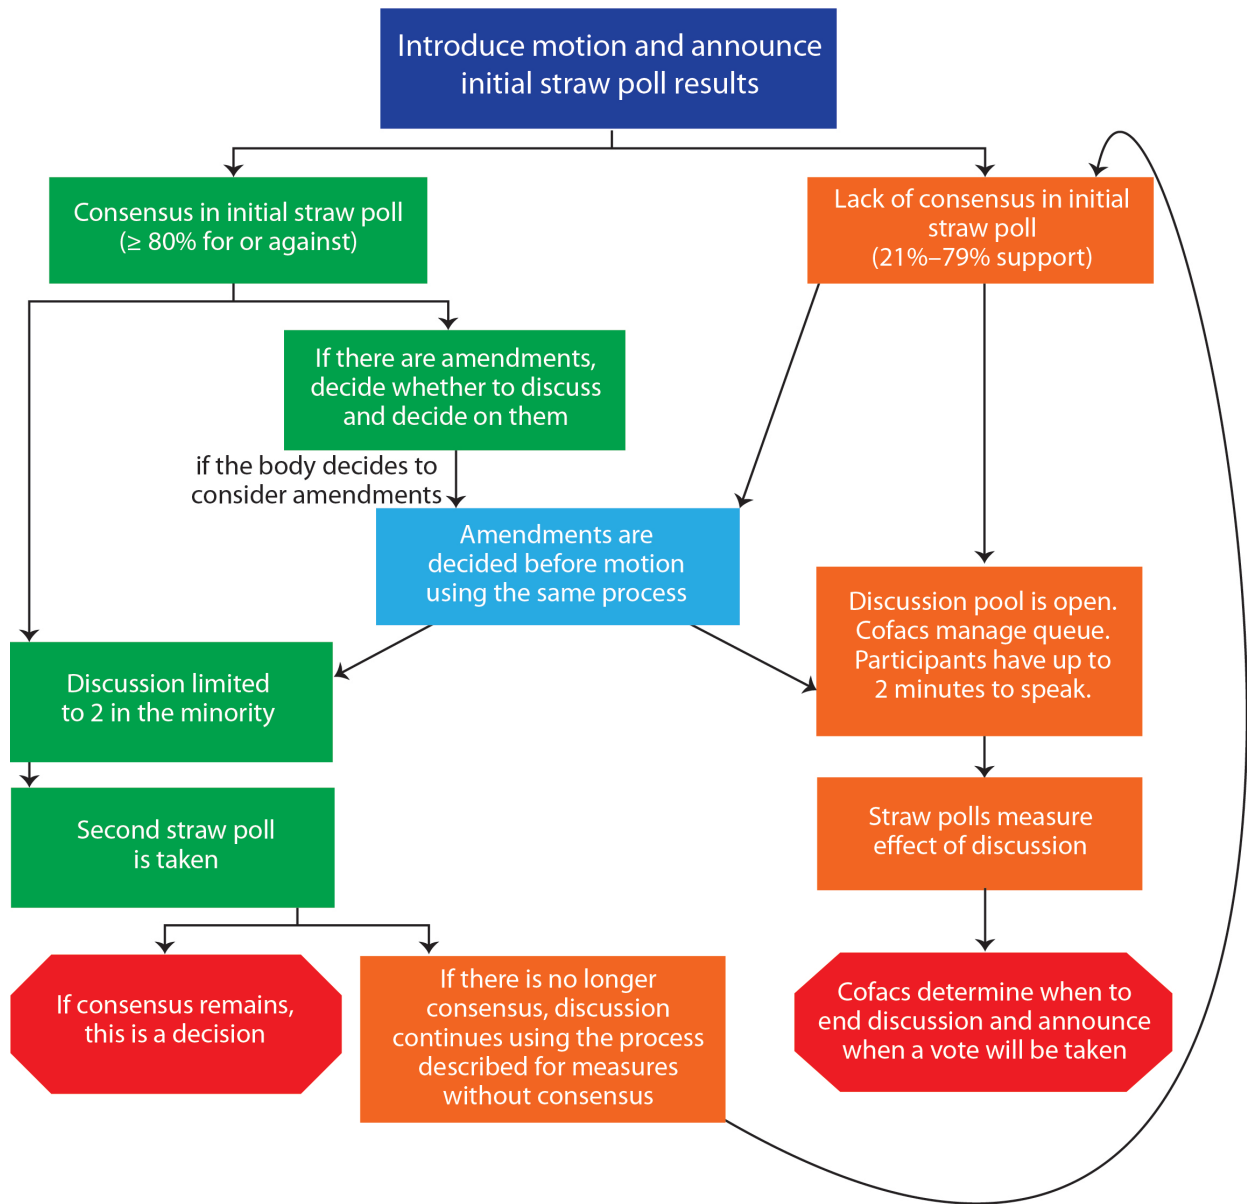 Introduce motion and announce
initial straw poll results
Consensus in initial straw poll
(≥ 80% for or against)
Lack of consensus in initial
straw poll
(21%–79% support)
If there are amendments,
decide whether to discuss
and decide on them
if the body decides to
consider amendments
Amendments are
decided before motion
using the same process
Discussion pool is open.
Cofacs manage queue.
Participants have up to
2 minutes to speak.
Discussion limited
to 2 in the minority
Second straw poll
is taken
Straw polls measure
effect of discussion
If consensus remains,
this is a decision
If there is no longer
consensus, discussion
continues using the process
described for measures
without consensus
Cofacs determine when to
end discussion and announce
when a vote will be taken